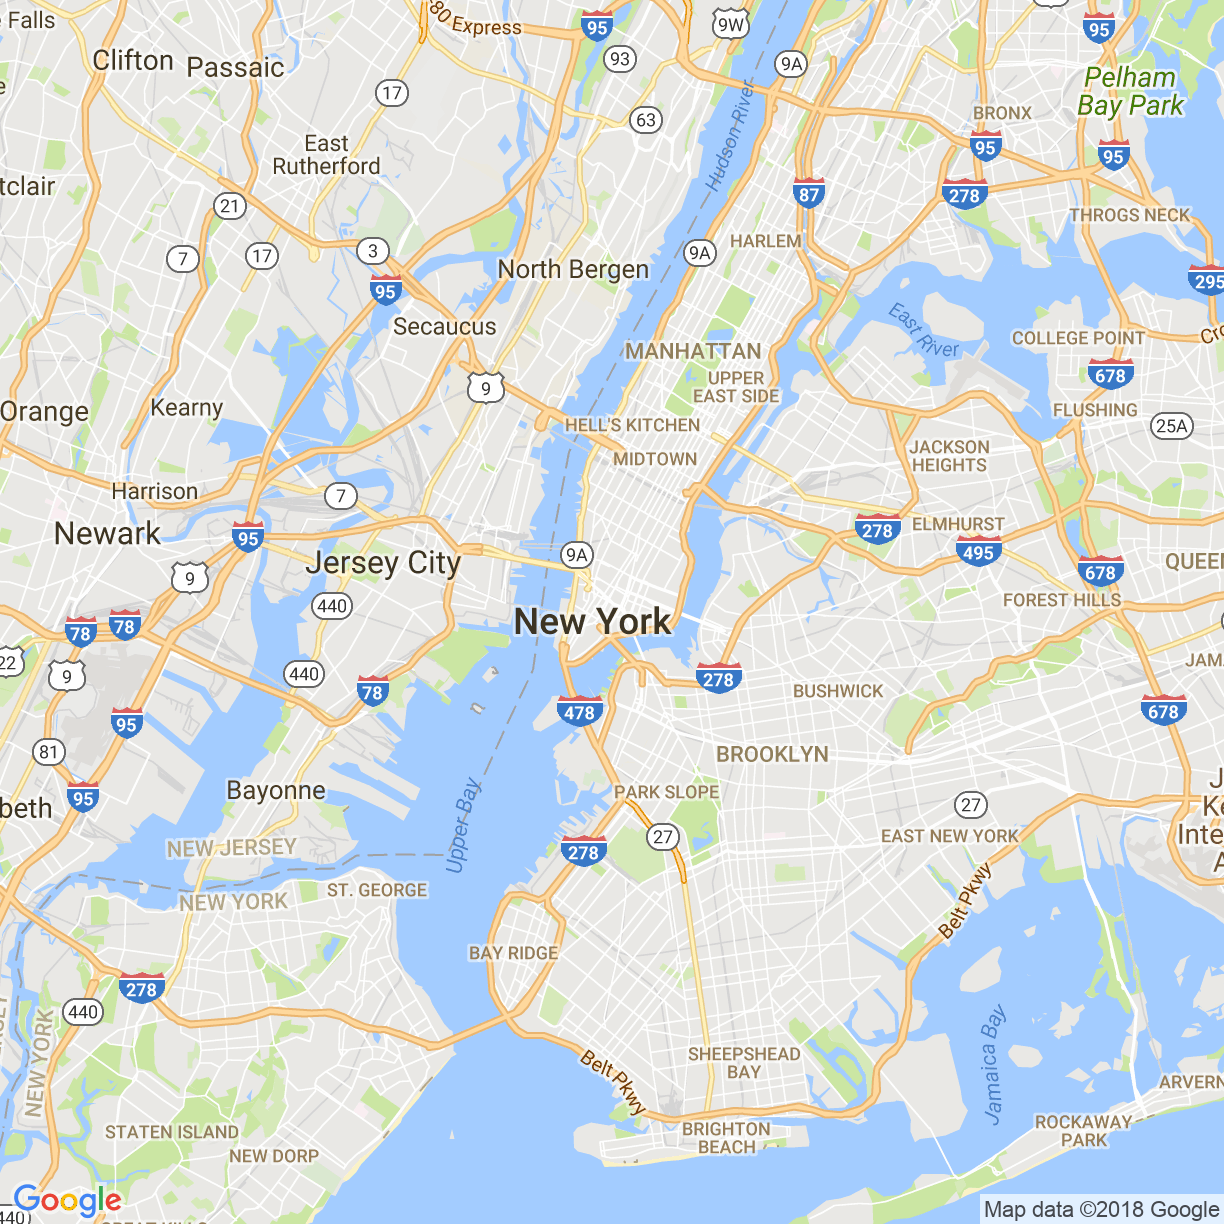 Falls
Clifton
Passaic
80 Express
95
9W
93
9A
95
Pelham
Bay Park
17
63
BRONX
95
95
East
Rutherford
Hudson River
tclair
21
87
278
THROGS NECK
7
17
3
9A
HARLEM
North Bergen
95
295
Secaucus
East River
COLLEGE POINT
Cro
MANHATTAN
UPPER
EAST SIDE
678
9
Orange
Kearny
HELL'S KITCHEN
FLUSHING
25A
MIDTOWN
JACKSON
HEIGHTS
Harrison
7
Newark
95
278
ELMHURST
495
9A
Jersey City
QUEEN
678
9
440
FOREST HILLS
New York
78
78
22
9
440
78
278
JAMA
BUSHWICK
95
478
678
81
BROOKLYN
95
Bayonne
PARK SLOPE
27
J
Ke
Inte
A
beth
Upper Bay
27
EAST NEW YORK
NEW JERSEY
278
NEW YORK
ST. GEORGE
Belt Pkwy
BAY RIDGE
278
440
NEW YORK
Jamaica Bay
SHEEPSHEAD
BAY
Belt Pkwy
ARVERN
STATEN ISLAND
BRIGHTON
BEACH
ROCKAWAY
PARK
NEW DORP
Google
440
Map data ©2018 Google